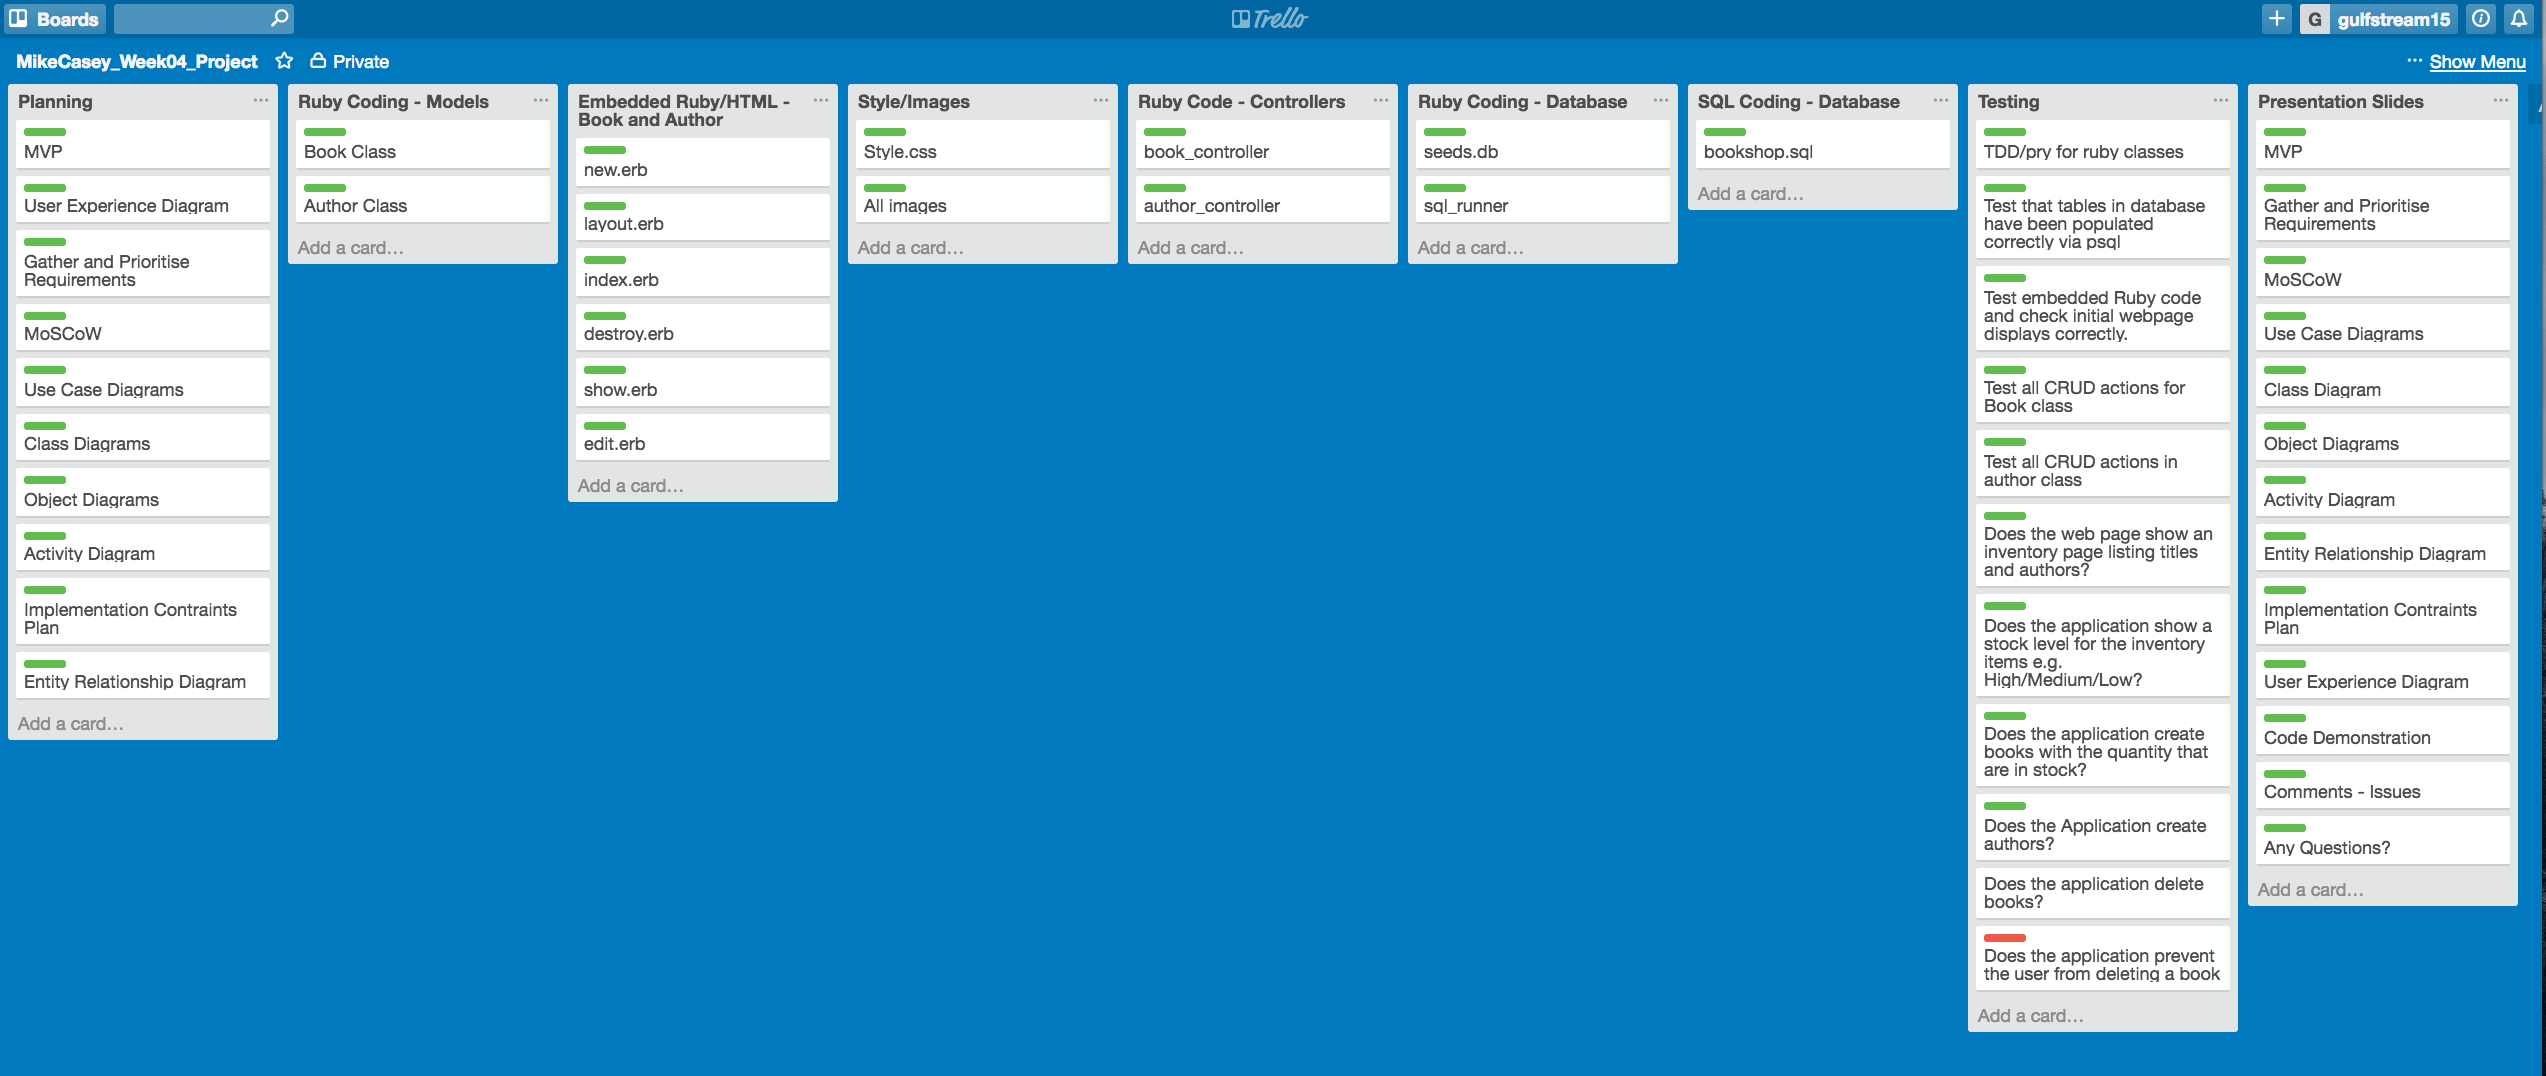 Boards
Trello
G gulfstream15
MikeCasey_Week04_Project
Private
··· Show Menu
Planning
MVP
User Experience Diagram
Gather and Prioritise
Requirements
MoSCoW
Use Case Diagrams
Class Diagrams
Object Diagrams
Activity Diagram
Implementation Contraints
Plan
Entity Relationship Diagram
Add a card…
Ruby Coding - Models
Book Class
Author Class
Add a card…
Embedded Ruby/HTML -
Book and Author
new.erb
layout.erb
index.erb
destroy.erb
show.erb
edit.erb
Add a card…
Style/Images
Style.css
All images
Add a card…
Ruby Code - Controllers
book_controller
author_controller
Add a card…
Ruby Coding - Database
seeds.db
sql_runner
Add a card…
SQL Coding - Database
bookshop.sql
Add a card…
Testing
TDD/pry for ruby classes
Test that tables in database
have been populated
correctly via psql
Test embedded Ruby code
and check initial webpage
displays correctly.
Test all CRUD actions for
Book class
Test all CRUD actions in
author class
Does the web page show an
inventory page listing titles
and authors?
Does the application show a
stock level for the inventory
items e.g.
High/Medium/Low?
Does the application create
books with the quantity that
are in stock?
Does the Application create
authors?
Does the application delete
books?
Does the application prevent
the user from deleting a book
Add a card…
Presentation Slides
MVP
Gather and Prioritise
Requirements
MoSCoW
Use Case Diagrams
Class Diagram
Object Diagrams
Activity Diagram
Entity Relationship Diagram
Implementation Contraints
Plan
User Experience Diagram
Code Demonstration
Comments - Issues
Any Questions?
Add a card…